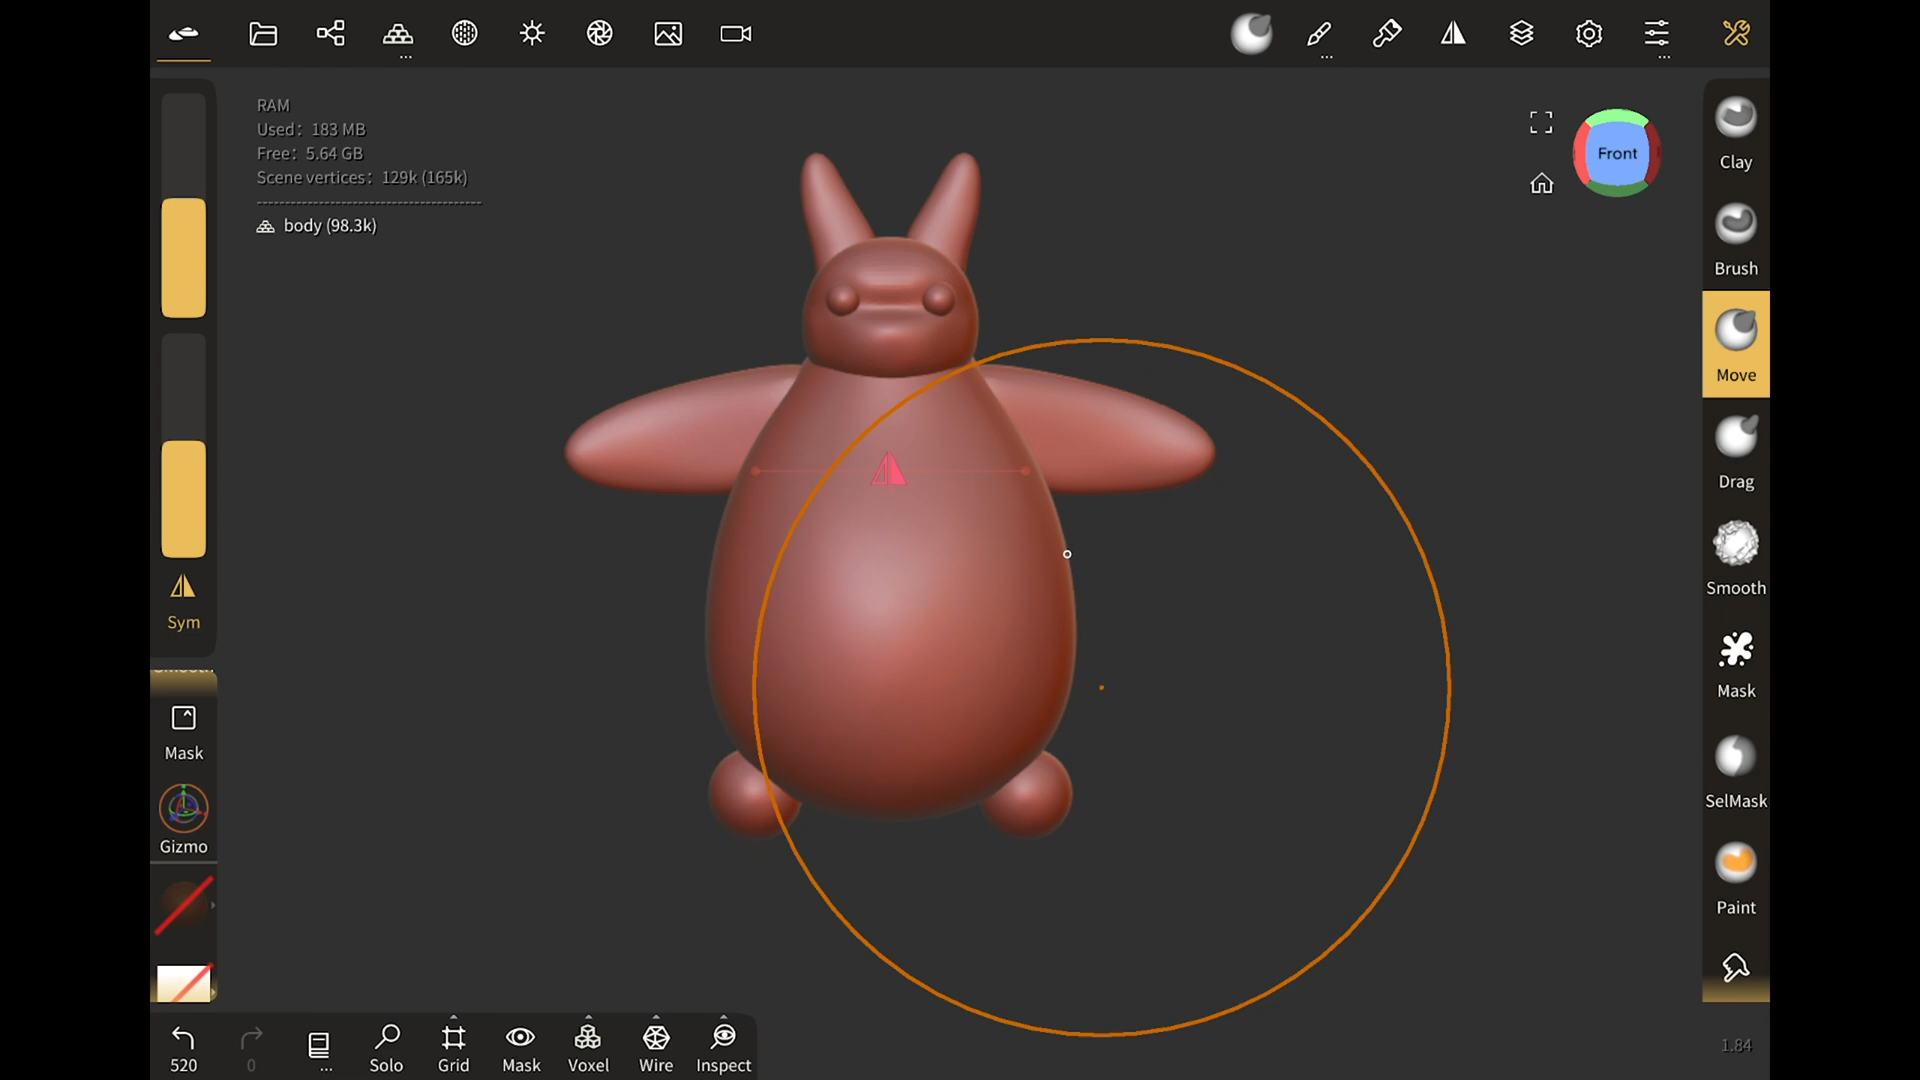 RAM
Used: 183 MB
Free: 5.64 GB
Scene vertices: 129k (165k)
body (98.3k)
Front
Clay
Brush
Move
Drag
Smooth
Mask
SelMask
Paint
Sym
Smooth
Mask
Gizmo
520
0
...
Solo
Grid
Mask
Voxel
Wire
Inspect
1.84